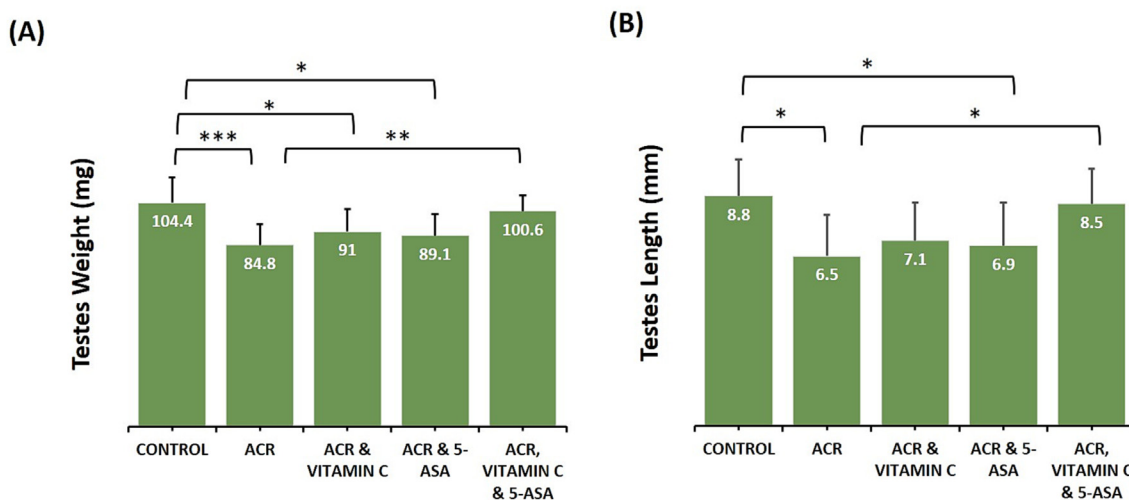 (A)
*
*
***
**
Testes Weight (mg)
104.4
84.8
91
89.1
100.6
CONTROL
ACR
ACR &
VITAMIN C
ACR & 5-
ASA
ACR,
VITAMIN C
& 5-ASA
(B)
*
*
*
Testes Length (mm)
8.8
6.5
7.1
6.9
8.5
CONTROL
ACR
ACR &
VITAMIN C
ACR & 5-
ASA
ACR,
VITAMIN C
& 5-ASA